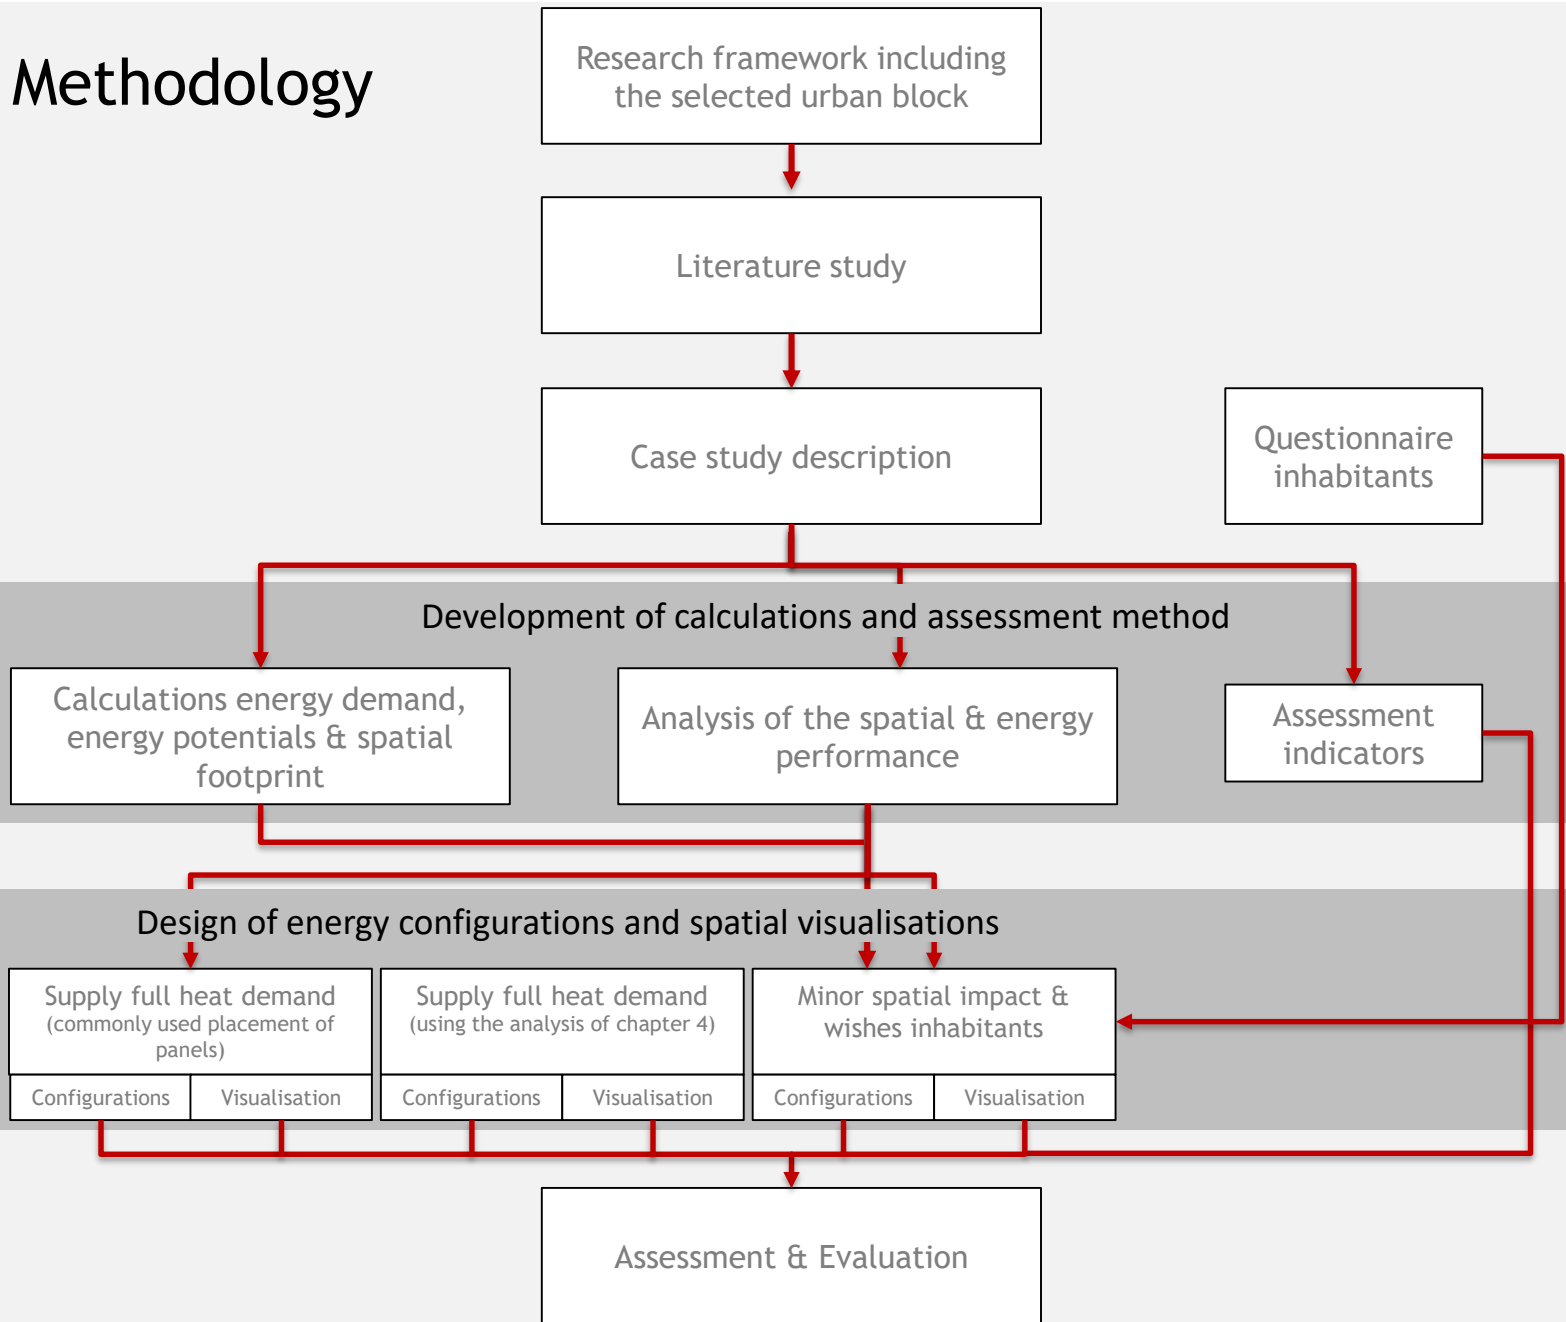 Methodology
Research framework including
the selected urban block
Literature study
Case study description
Questionnaire
inhabitants
Development of calculations and assessment method
Calculations energy demand,
energy potentials & spatial
footprint
Analysis of the spatial & energy
performance
Assessment
indicators
Design of energy configurations and spatial visualisations
Supply full heat demand
(commonly used placement of
panels)
Supply full heat demand
(using the analysis of chapter 4)
Minor spatial impact &
wishes inhabitants
Configurations
Visualisation
Configurations
Visualisation
Configurations
Visualisation
Assessment & Evaluation